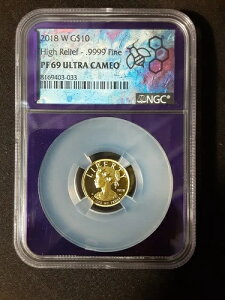 2018 W G$10
High Relief - .9999 Fine
PF 69 ULTRA CAMEO
8169403-033
NGC
LIBERTY